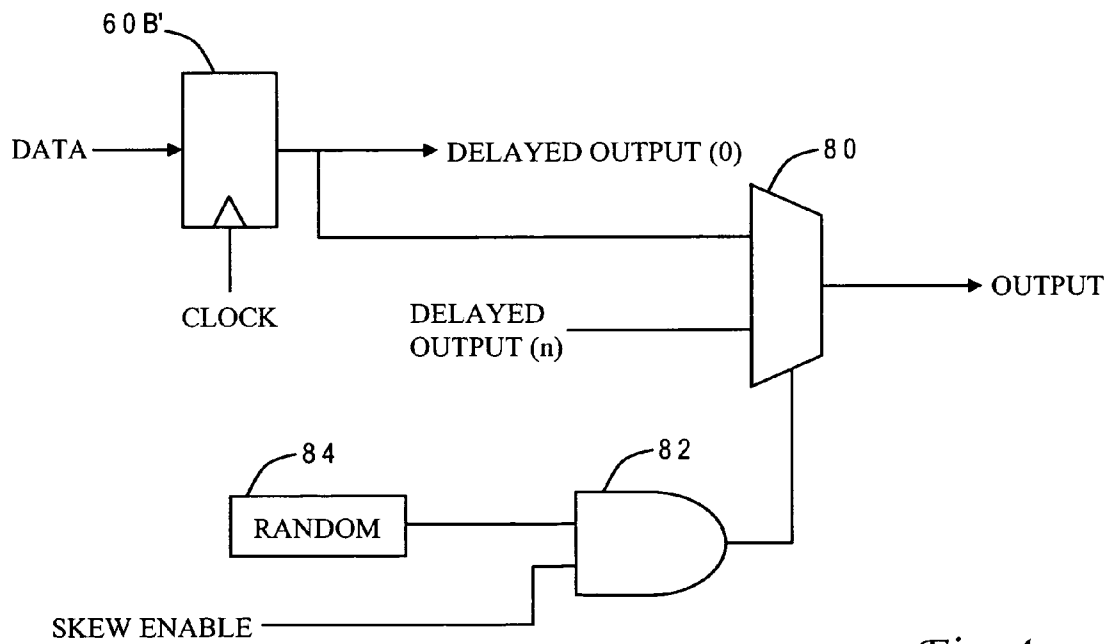 60B'
DATA
DELAYED OUTPUT (0)
80
OUTPUT
CLOCK
DELAYED
OUTPUT (n)
84
82
RANDOM
SKEW ENABLE